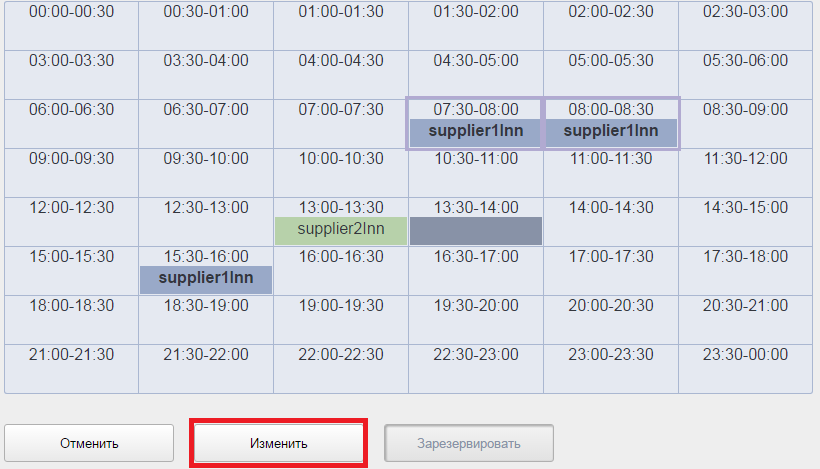 00:00-00:30 00:30-01:00 01:00-01:30 01:30-02:00 02:00-02:30 02:30-03:00
03:00-03:30 03:30-04:00 04:00-04:30 04:30-05:00 05:00-05:30 05:30-06:00
06:00-06:30 06:30-07:00 07:00-07:30 07:30-08:00 08:00-08:30 08:30-09:00
supplier1Inn supplier1Inn
09:00-09:30 09:30-10:00 10:00-10:30 10:30-11:00 11:00-11:30 11:30-12:00
12:00-12:30 12:30-13:00 13:00-13:30 13:30-14:00 14:00-14:30 14:30-15:00
supplier2Inn
15:00-15:30 15:30-16:00 16:00-16:30 16:30-17:00 17:00-17:30 17:30-18:00
supplier1Inn
18:00-18:30 18:30-19:00 19:00-19:30 19:30-20:00 20:00-20:30 20:30-21:00
21:00-21:30 21:30-22:00 22:00-22:30 22:30-23:00 23:00-23:30 23:30-00:00
Отменить Изменить Зарезервировать